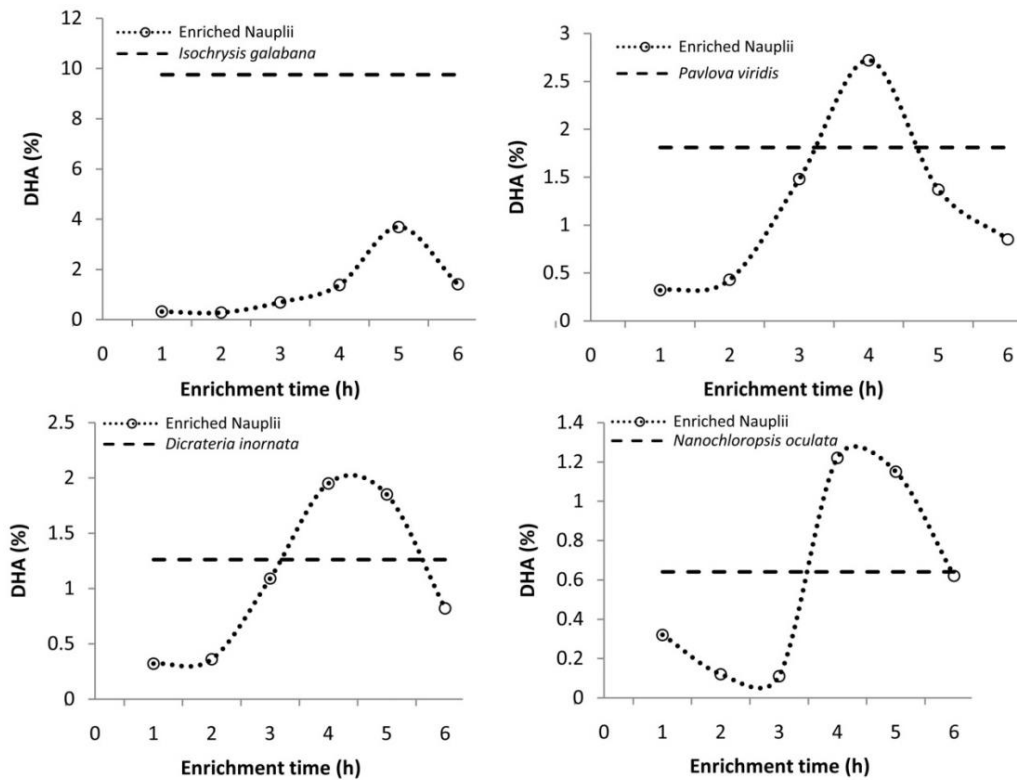 Enriched Nauplii
Isochrysis galabana
DHA (%)
12
10
8
6
4
2
0
0 1 2 3 4 5 6
Enrichment time (h)
Enriched Nauplii
Pavlova viridis
DHA (%)
3
2.5
2
1.5
1
0.5
0
0 1 2 3 4 5 6
Enrichment time (h)
Enriched Nauplii
Dicrateria inornata
DHA (%)
2.5
2
1.5
1
0.5
0
0 1 2 3 4 5 6
Enrichment time (h)
Enriched Nauplii
Nanochloropsis oculata
DHA (%)
1.4
1.2
1
0.8
0.6
0.4
0.2
0
0 1 2 3 4 5 6
Enrichment time (h)